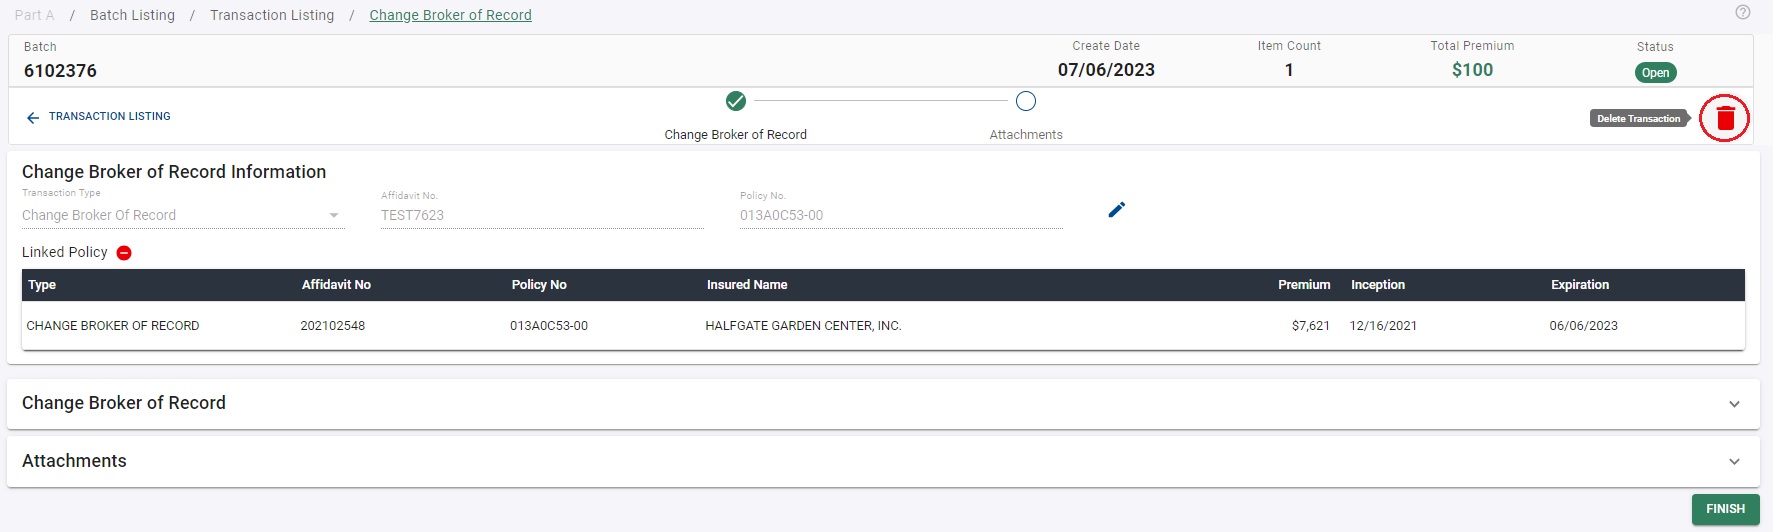 Part A / Batch Listing / Transaction Listing / Change Broker of Record
Batch
6102376
Create Date
07/06/2023
Item Count
1
Total Premium
$100
Status
Open
TRANSACTION LISTING
Change Broker of Record
Attachments
Delete Transaction
Change Broker of Record Information
Transaction Type
Change Broker Of Record
Affidavit No.
TEST7623
Policy No.
013A0C53-00
Linked Policy
Type Affidavit No Policy No Insured Name Premium Inception Expiration
CHANGE BROKER OF RECORD 202102548 013A0C53-00 HALFGATE GARDEN CENTER, INC. $7,621 12/16/2021 06/06/2023
Change Broker of Record
Attachments
FINISH